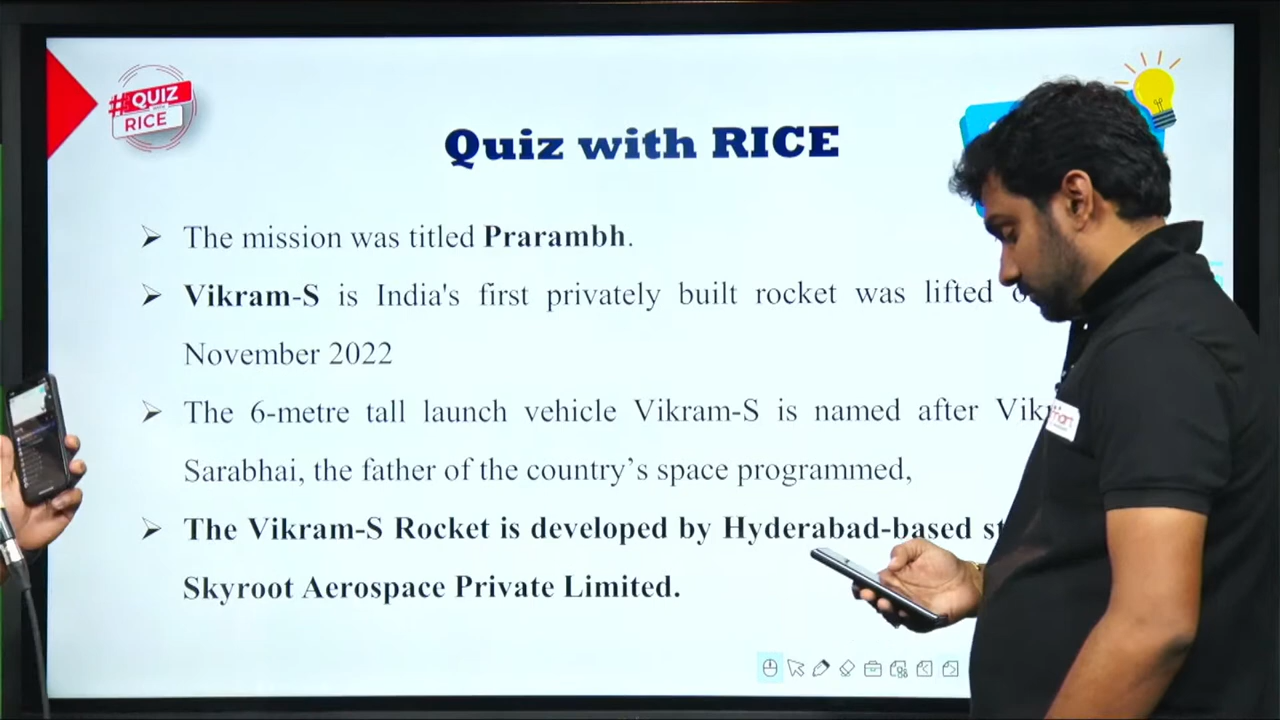 #QUIZ
WITH
RICE
Quiz with RICE
➢ The mission was titled Prarambh.
➢ Vikram-S is India's first privately built rocket was lifted
November 2022
➢ The 6-metre tall launch vehicle Vikram-S is named after
Sarabhai, the father of the country’s space programmed,
➢ The Vikram-S Rocket is developed by Hyderabad-based
Skyroot Aerospace Private Limited.